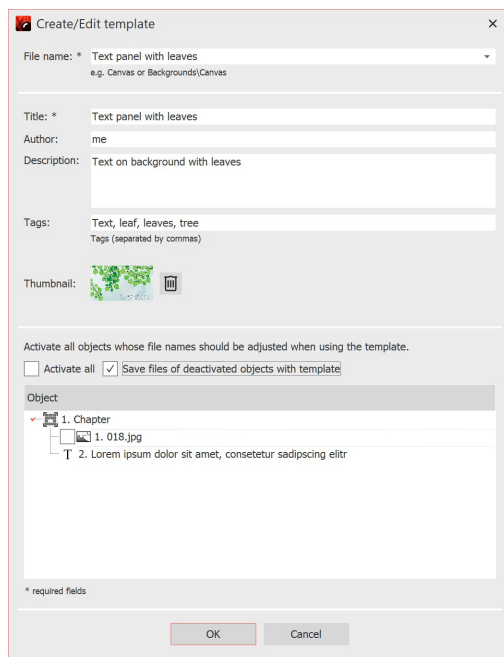 Create/Edit template
File name: * Text panel with leaves
e.g. Canvas or Backgrounds\Canvas
Title: * Text panel with leaves
Author: me
Description: Text on background with leaves
Tags: Text, leaf, leaves, tree
Tags (separated by commas)
Thumbnail:
Activate all objects whose file names should be adjusted when using the template.
Activate all Save files of deactivated objects with template
Object
1. Chapter
1. 018.jpg
T 2. Lorem ipsum dolor sit amet, consetetur sadipscing elitr
* required fields
OK Cancel